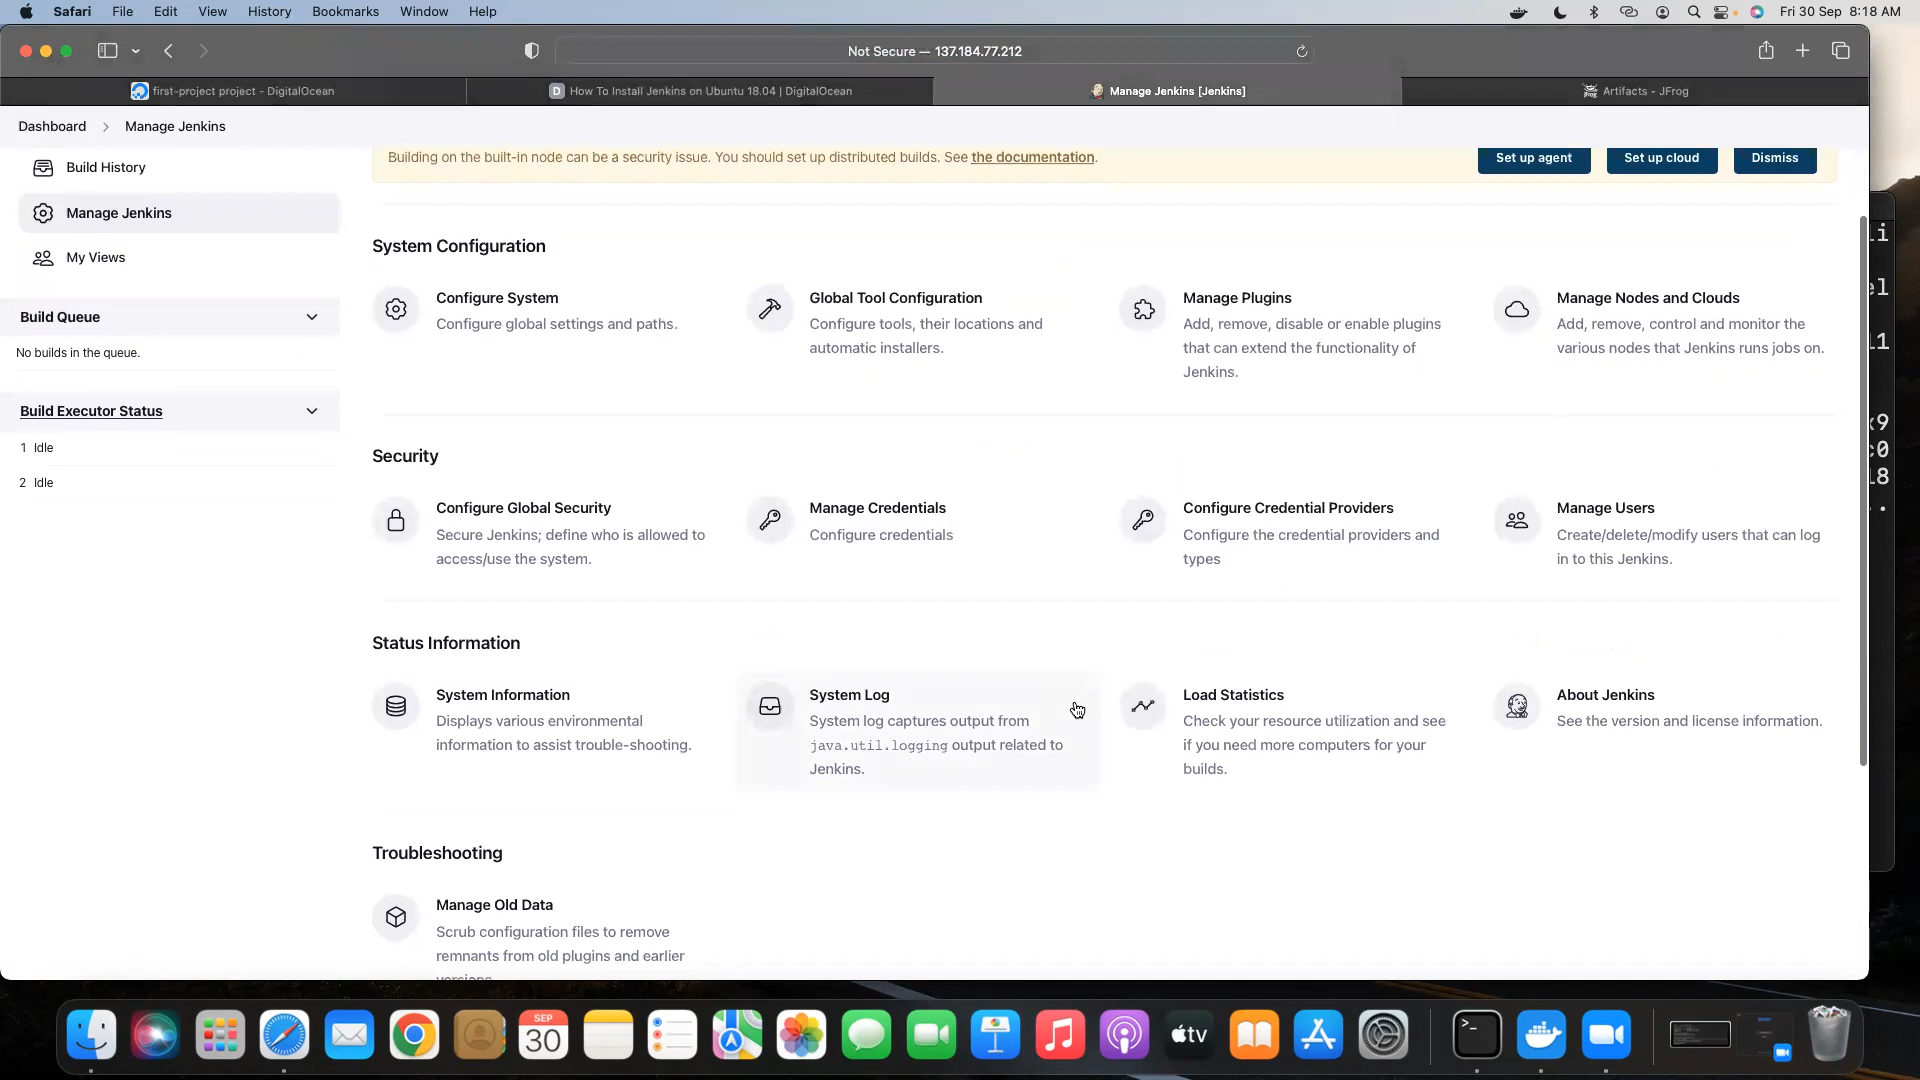 Safari File Edit View History Bookmarks Window Help Fri 30 Sep 8:18 AM
Not Secure — 137.184.77.212
first-project project - DigitalOcean
D How To Install Jenkins on Ubuntu 18.04 | DigitalOcean
Manage Jenkins [Jenkins]
Artifacts - JFrog
Dashboard Manage Jenkins
Build History
Manage Jenkins
My Views
Build Queue
No builds in the queue.
Build Executor Status
1 Idle
2 Idle
Building on the built-in node can be a security issue. You should set up distributed builds. See the documentation.
Set up agent Set up cloud Dismiss
System Configuration
Configure System
Configure global settings and paths.
Global Tool Configuration
Configure tools, their locations and
automatic installers.
Manage Plugins
Add, remove, disable or enable plugins
that can extend the functionality of
Jenkins.
Manage Nodes and Clouds
Add, remove, control and monitor the
various nodes that Jenkins runs jobs on.
Security
Configure Global Security
Secure Jenkins; define who is allowed to
access/use the system.
Manage Credentials
Configure credentials
Configure Credential Providers
Configure the credential providers and
types
Manage Users
Create/delete/modify users that can log
in to this Jenkins.
Status Information
System Information
Displays various environmental
information to assist trouble-shooting.
System Log
System log captures output from
java.util.logging output related to
Jenkins.
Load Statistics
Check your resource utilization and see
if you need more computers for your
builds.
About Jenkins
See the version and license information.
Troubleshooting
Manage Old Data
Scrub configuration files to remove
remnants from old plugins and earlier
versions
SEP
30
tv